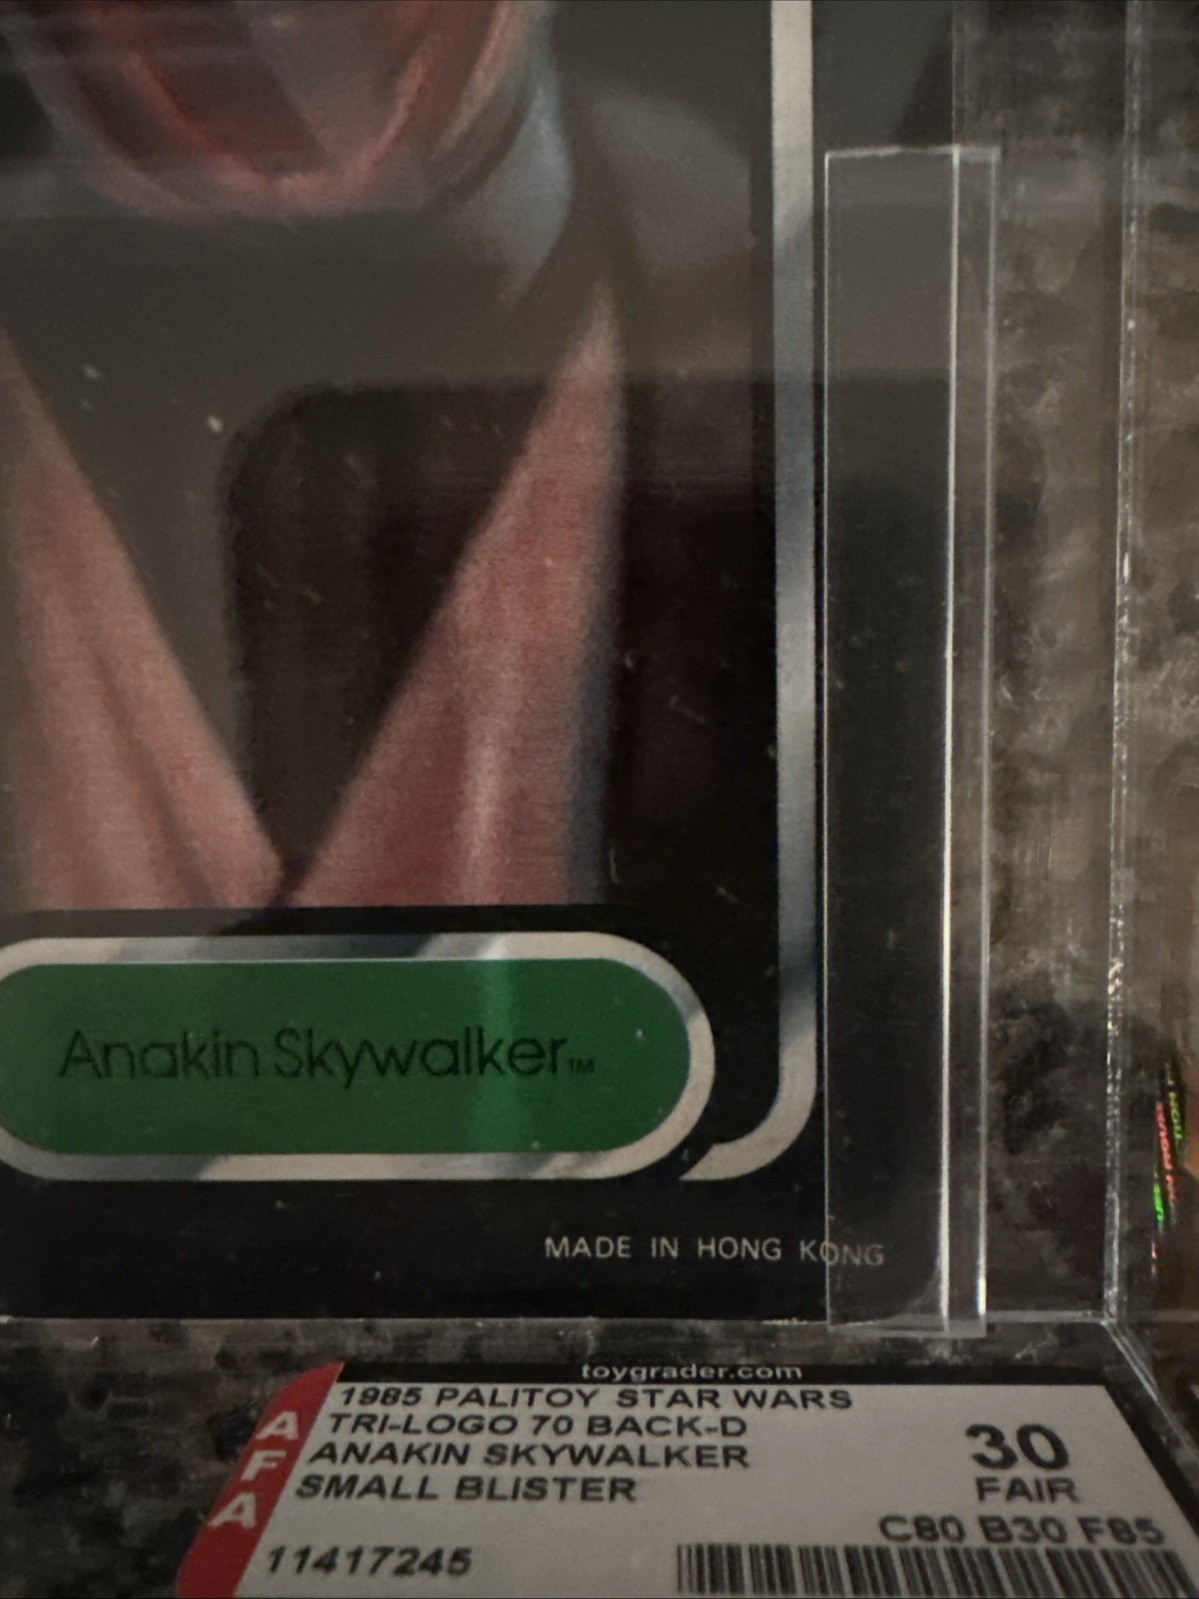 Anakin Skywalker™
MADE IN HONG KONG
toygrader.com
AFA
1985 PALITOY STAR WARS
TRI-LOGO 70 BACK-D
ANAKIN SKYWALKER
SMALL BLISTER
30
FAIR
C80 B30 F85
11417245